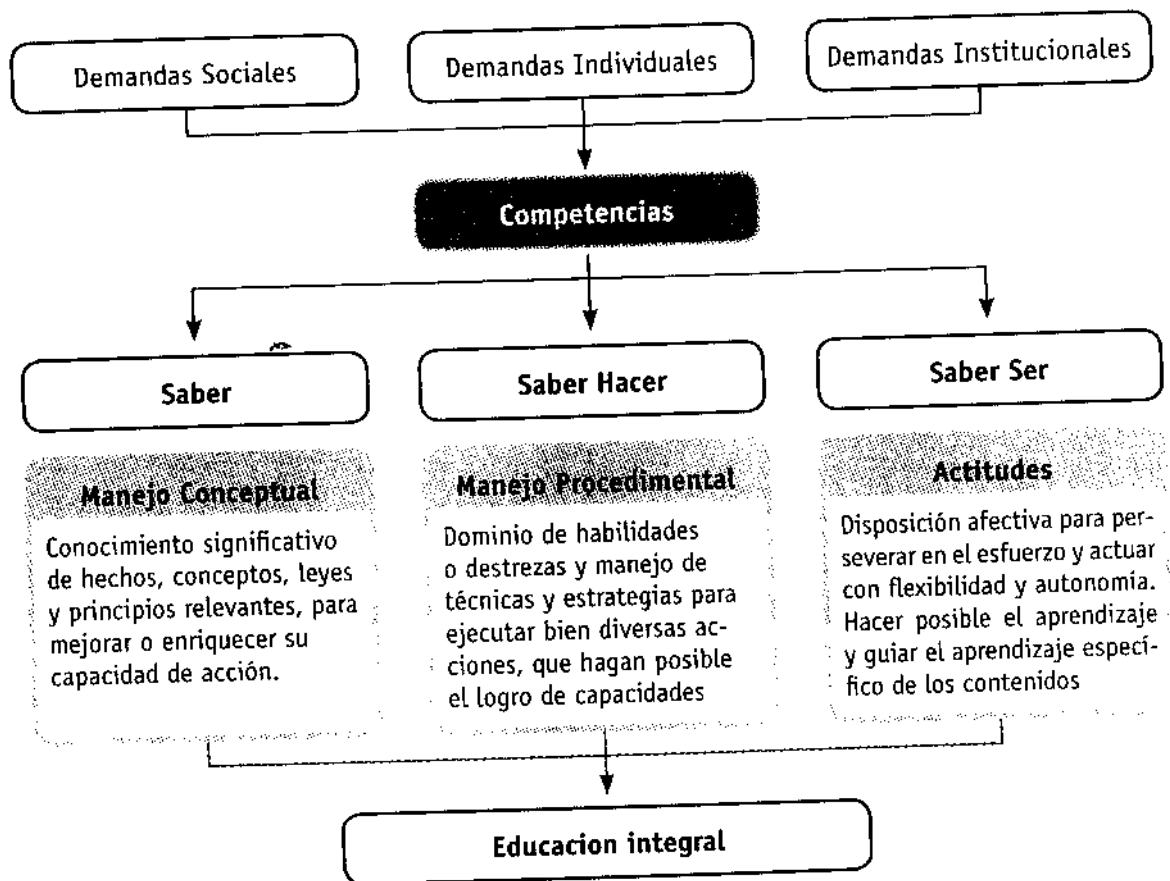 Demandas Sociales
Demandas Individuales
Demandas Institucionales
Competencias
Saber
Saber Hacer
Saber Ser
Manejo Conceptual
Conocimiento significativo
de hechos, conceptos, leyes
y principios relevantes, para
mejorar o enriquecer su
capacidad de acción.
Manejo Procedimental
Dominio de habilidades
o destrezas y manejo de
técnicas y estrategias para
ejecutar bien diversas ac-
ciones, que hagan posible
el logro de capacidades
Actitudes
Disposición afectiva para per-
severar en el esfuerzo y actuar
con flexibilidad y autonomía.
Hacer posible el aprendizaje
y guiar el aprendizaje especí-
fico de los contenidos
Educacion integral